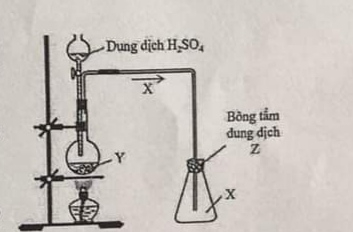 Dung dịch H₂SO₄
X
Bông tẩm
dung dịch
Z
Y
X